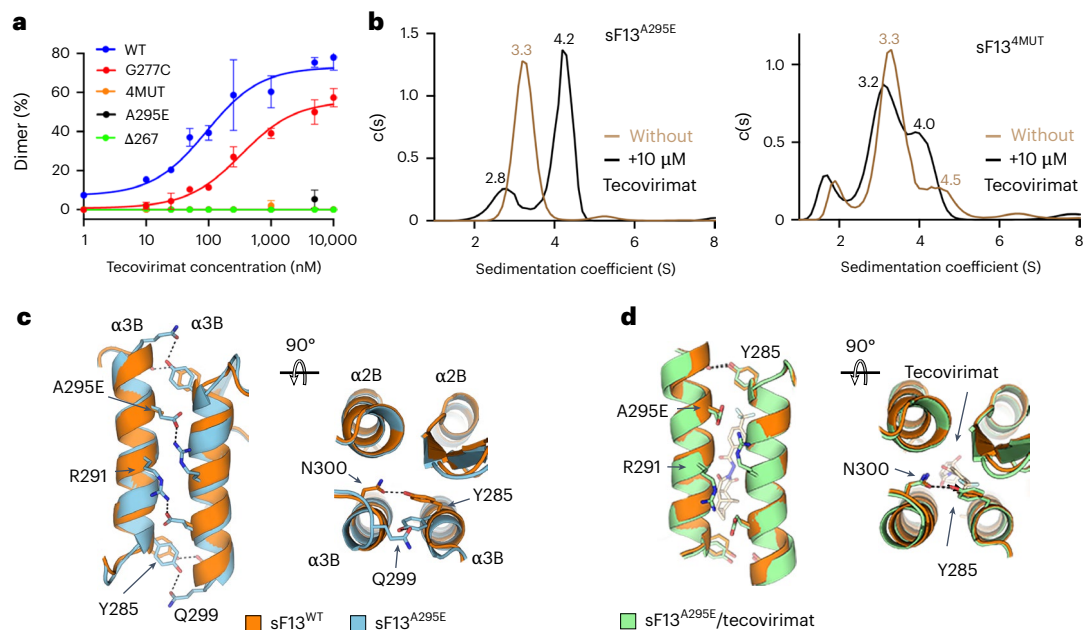 a
Dimer (%)
80
60
40
20
0
WT
G277C
4MUT
A295E
Δ267
1
10
100
1,000
10,000
Tecovirimat concentration (nM)
b
c(s)
1.5
1.0
0.5
0
3.3
4.2
2.8
sF13A295E
Without
+10 μM
Tecovirimat
2
4
6
8
Sedimentation coefficient (S)
c(s)
1.0
0.5
0
3.3
3.2
4.0
4.5
sF134MUT
Without
+10 μM
Tecovirimat
2
4
6
8
Sedimentation coefficient (S)
c
α3B
α3B
A295E
R291
Y285
Q299
90°
α2B
α2B
N300
Y285
α3B
α3B
Q299
sF13WT
sF13A295E
d
Y285
A295E
R291
90°
Tecovirimat
N300
Y285
sF13A295E/tecovirimat